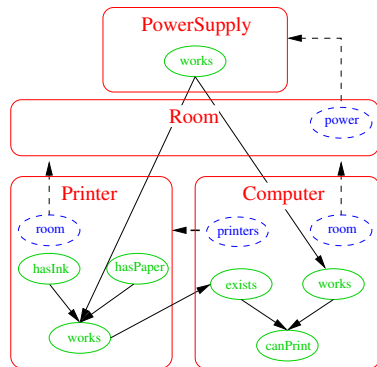 PowerSupply
works
Room
power
Printer
Computer
room
printers
room
hasInk
hasPaper
exists
works
works
canPrint